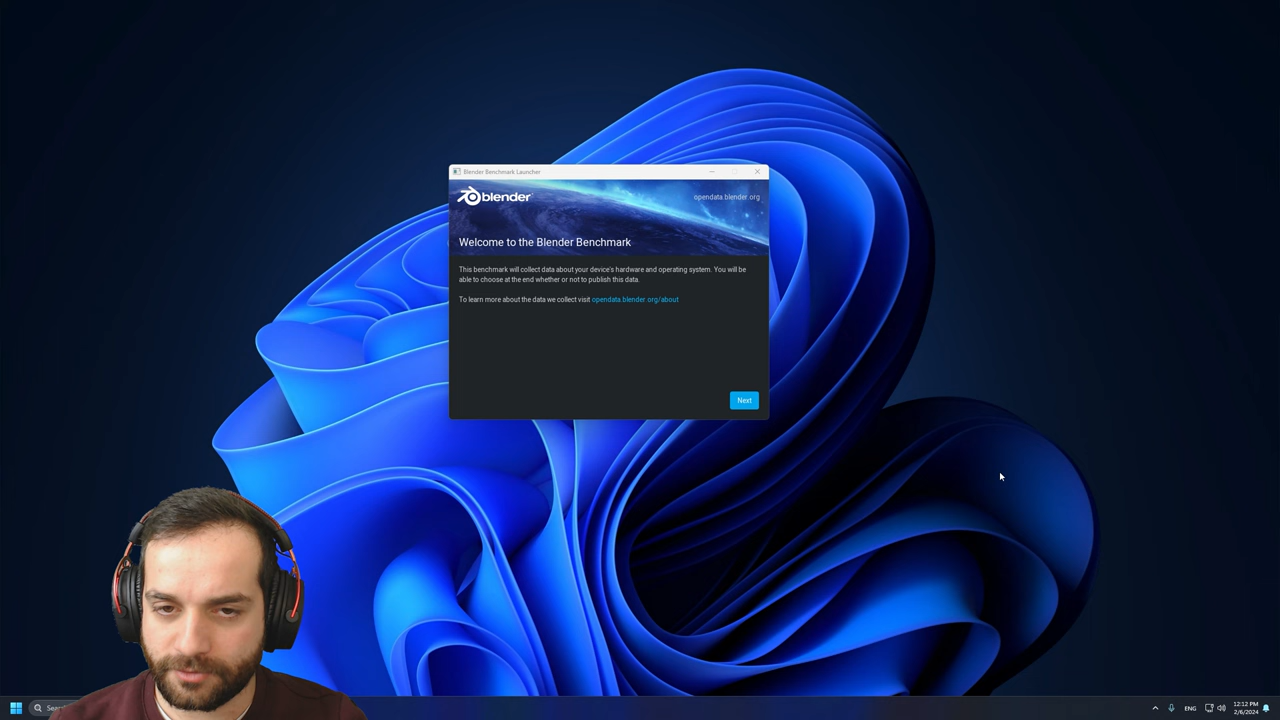 Blender Benchmark Launcher
blender
opendata.blender.org
Welcome to the Blender Benchmark
This benchmark will collect data about your device's hardware and operating system. You will be
able to choose at the end whether or not to publish this data.
To learn more about the data we collect visit opendata.blender.org/about
Next
ENG
12:12 PM
2/6/2024